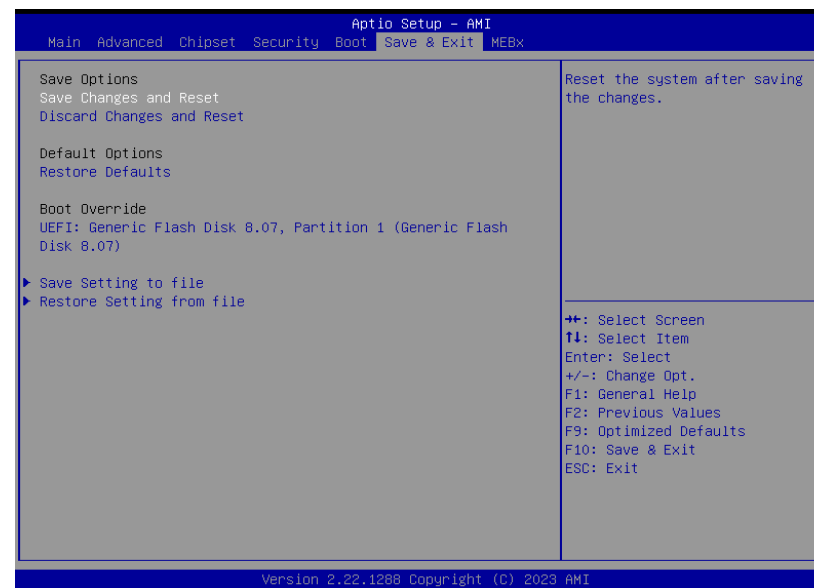 Aptio Setup – AMI
Main Advanced Chipset Security Boot Save & Exit MEBx
Save Options
Save Changes and Reset
Discard Changes and Reset
Default Options
Restore Defaults
Boot Override
UEFI: Generic Flash Disk 8.07, Partition 1 (Generic Flash
Disk 8.07)
▶ Save Setting to file
▶ Restore Setting from file
Reset the system after saving
the changes.
→←: Select Screen
↑↓: Select Item
Enter: Select
+/-: Change Opt.
F1: General Help
F2: Previous Values
F9: Optimized Defaults
F10: Save & Exit
ESC: Exit
Version 2.22.1288 Copyright (C) 2023 AMI